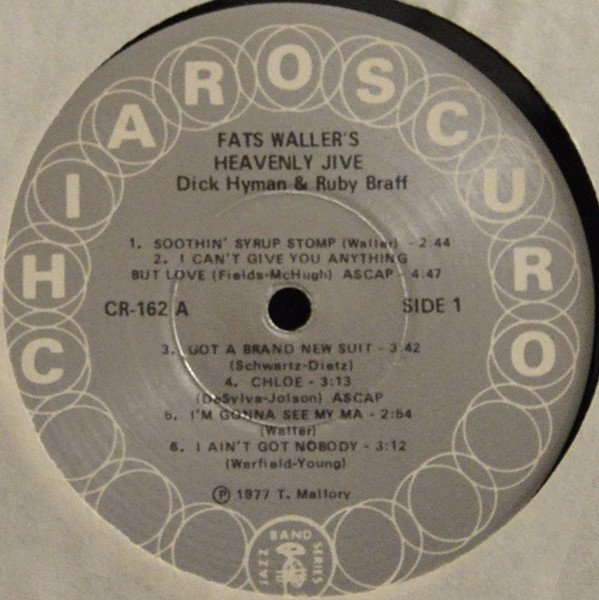 CHIAROSCURO
FATS WALLER'S
HEAVENLY JIVE
Dick Hyman & Ruby Braff
1. SOOTHIN' SYRUP STOMP (Waller) - 2:44
2. I CAN'T GIVE YOU ANYTHING
BUT LOVE (Fields-McHugh) ASCAP - 4:47
CR-162 A
SIDE 1
3. GOT A BRAND NEW SUIT - 3:42
(Schwartz-Dietz)
4. CHLOE - 3:13
(DeSylva-Jolson) ASCAP
5. I'M GONNA SEE MY MA - 2:54
(Waller)
6. I AIN'T GOT NOBODY - 3:12
(Warfield-Young)
℗ 1977 T. Mallory
JAZZ BAND SERIES